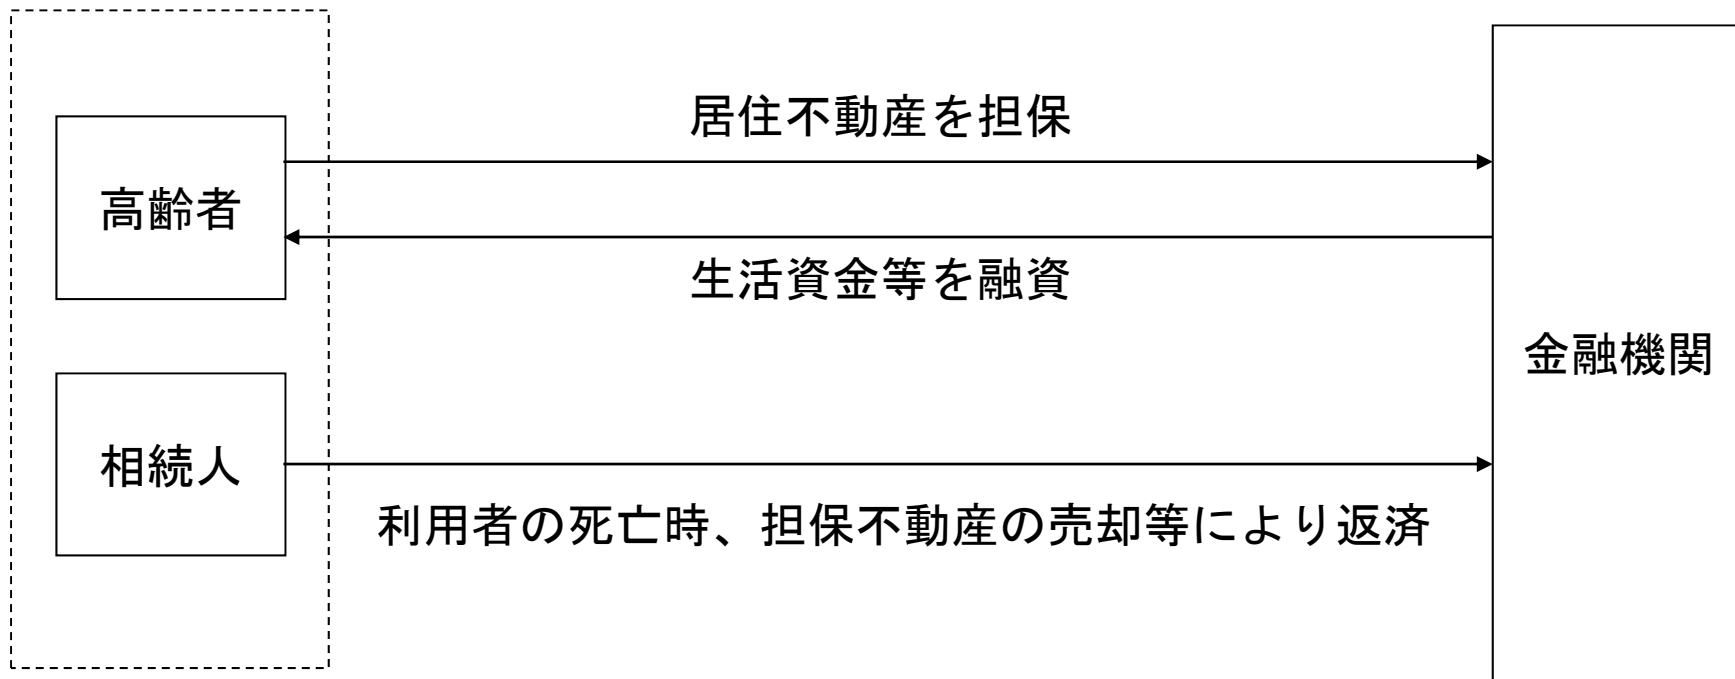 居住不動産を担保
高齢者
生活資金等を融資
金融機関
相続人
利用者の死亡時、担保不動産の売却等により返済